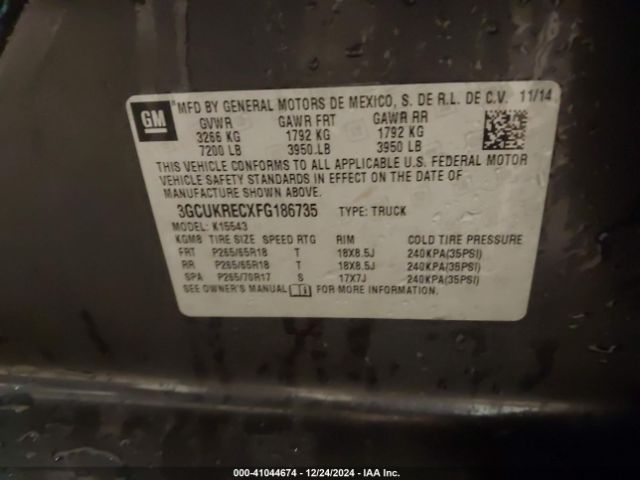 GM
MFD BY GENERAL MOTORS DE MEXICO, S. DE R.L. DE C.V. 11/14
GVWR GAWR FRT GAWR RR
3266 KG 1792 KG 1792 KG
7200 LB 3950 LB 3950 LB
THIS VEHICLE CONFORMS TO ALL APPLICABLE U.S. FEDERAL MOTOR
VEHICLE SAFETY STANDARDS IN EFFECT ON THE DATE OF
MANUFACTURE SHOWN ABOVE.
3GCUKRECXFG186735 TYPE: TRUCK
MODEL: K15543
KGM8 TIRE SIZE SPEED RTG RIM COLD TIRE PRESSURE
FRT P265/65R18 T 18X8.5J 240KPA(35PSI)
RR P265/65R18 T 18X8.5J 240KPA(35PSI)
SPA P265/70R17 S 17X7J 240KPA(35PSI)
SEE OWNER'S MANUAL FOR MORE INFORMATION.
000-41044674 - 12/24/2024 - IAA Inc.